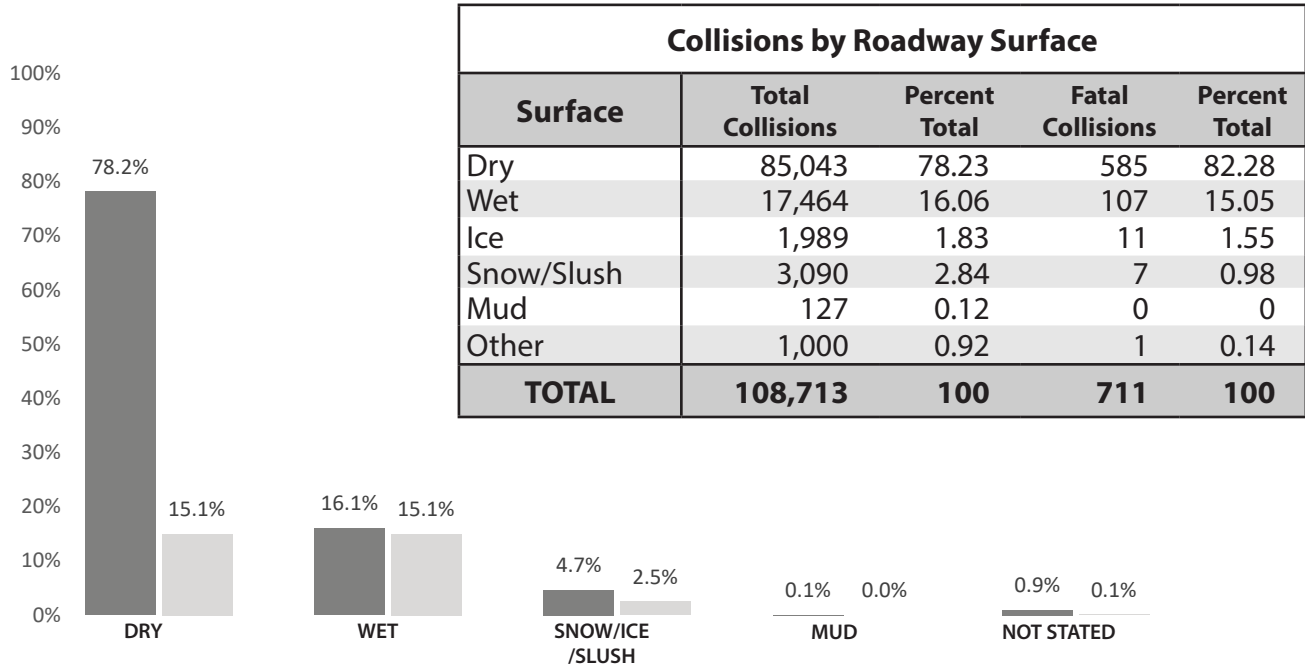 Collisions by Roadway Surface
Surface Total Collisions Percent Total Fatal Collisions Percent Total
Dry 85,043 78.23 585 82.28
Wet 17,464 16.06 107 15.05
Ice 1,989 1.83 11 1.55
Snow/Slush 3,090 2.84 7 0.98
Mud 127 0.12 0 0
Other 1,000 0.92 1 0.14
TOTAL 108,713 100 711 100
100%
90%
80%
70%
60%
50%
40%
30%
20%
10%
0%
78.2% 15.1%
16.1% 15.1%
4.7% 2.5%
0.1% 0.0%
0.9% 0.1%
DRY
WET
SNOW/ICE
/SLUSH
MUD
NOT STATED